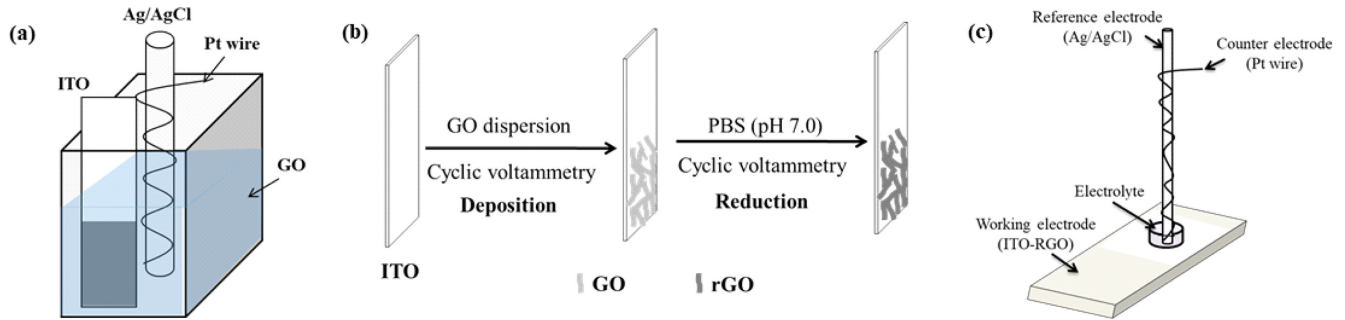 (a)
Ag/AgCl
Pt wire
ITO
GO
(b)
GO dispersion
Cyclic voltammetry
Deposition
PBS (pH 7.0)
Cyclic voltammetry
Reduction
ITO
GO
rGO
(c)
Reference electrode
(Ag/AgCl)
Counter electrode
(Pt wire)
Electrolyte
Working electrode
(ITO-RGO)